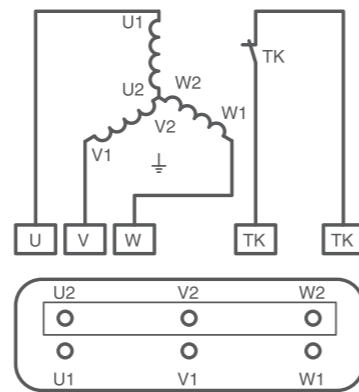 U1
TK
U2 W2
V1 V2 W1
U V W TK TK
U2 V2 W2
U1 V1 W1